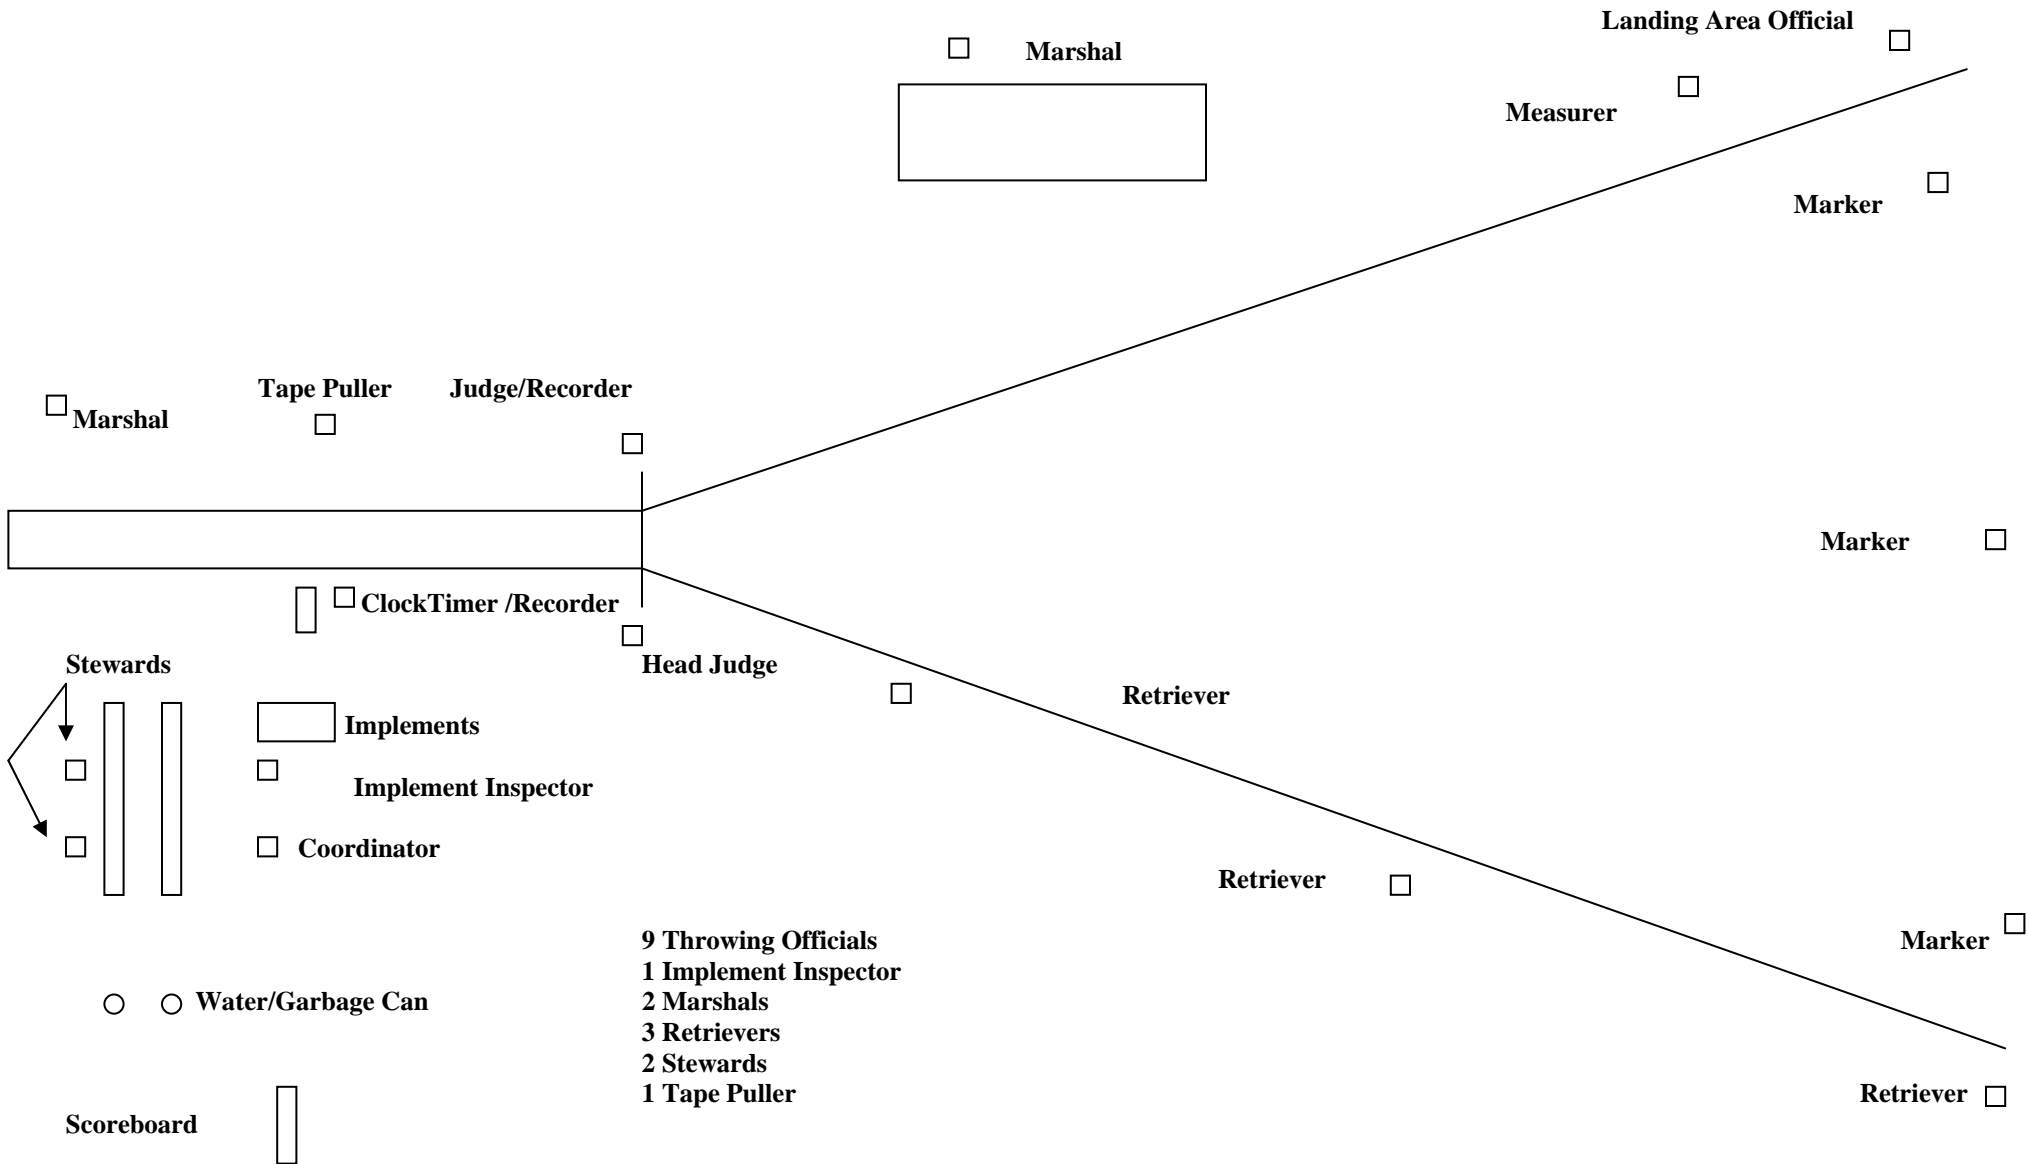 Landing Area Official
Marshal
Measurer
Marker
Tape Puller
Judge/Recorder
Marshal
Marker
ClockTimer /Recorder
Stewards
Head Judge
Retriever
Implements
Implement Inspector
Coordinator
Retriever
9 Throwing Officials
1 Implement Inspector
2 Marshals
3 Retrievers
2 Stewards
1 Tape Puller
Marker
Water/Garbage Can
Retriever
Scoreboard